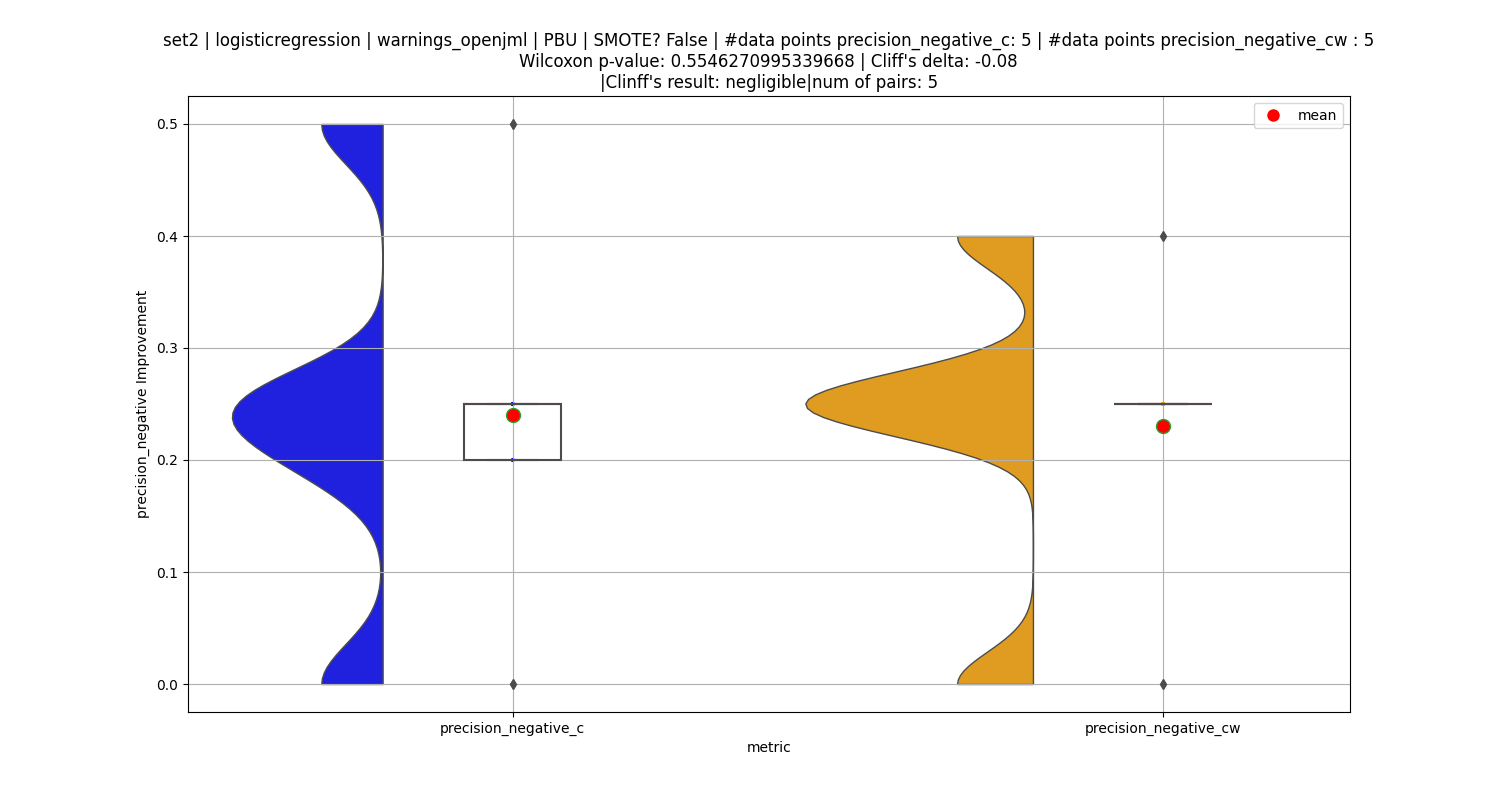 set2 | logisticregression | warnings_openjml | PBU | SMOTE? False | #data points precision_negative_c: 5 | #data points precision_negative_cw : 5
Wilcoxon p-value: 0.5546270995339668 | Cliff's delta: -0.08
|Clinff's result: negligible|num of pairs: 5
mean
0.5
0.4
0.3
0.2
0.1
0.0
precision_negative Improvement
precision_negative_c
precision_negative_cw
metric